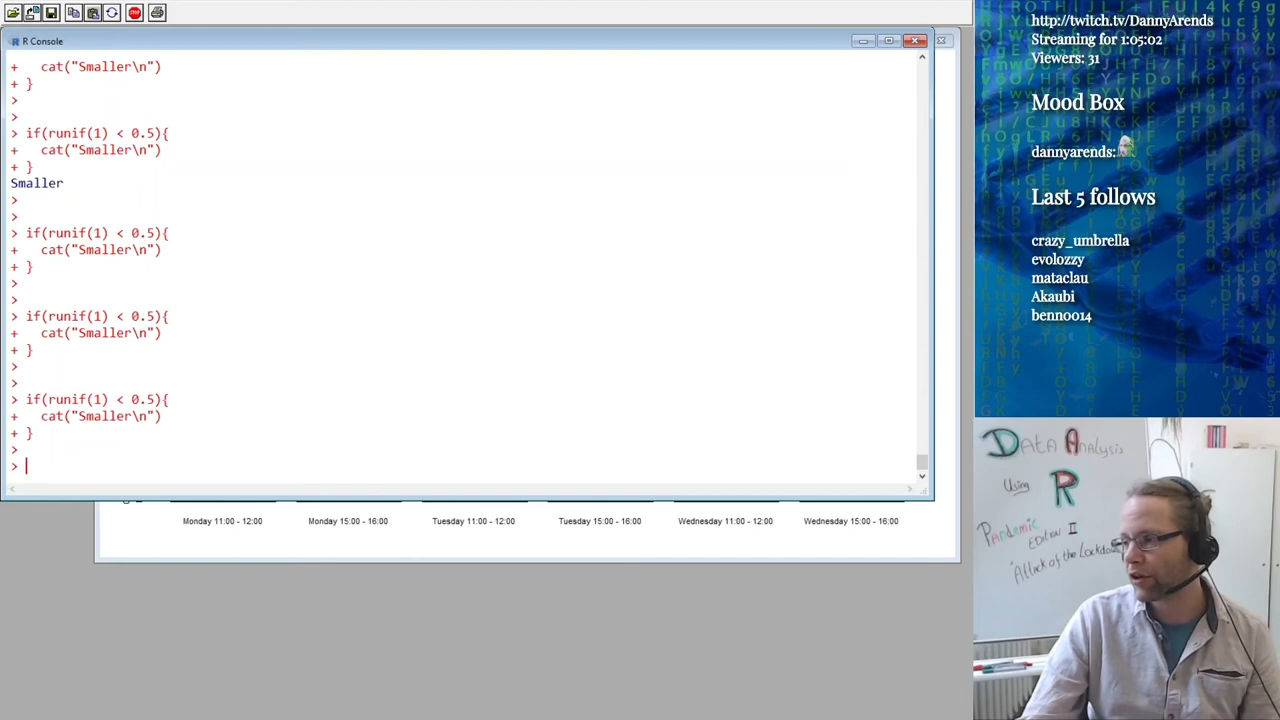 R Console
+   cat("Smaller\n")
+ }
>
>
> if(runif(1) < 0.5){
+   cat("Smaller\n")
+ }
Smaller
>
>
> if(runif(1) < 0.5){
+   cat("Smaller\n")
+ }
>
>
> if(runif(1) < 0.5){
+   cat("Smaller\n")
+ }
>
>
> if(runif(1) < 0.5){
+   cat("Smaller\n")
+ }
>
>
Monday 11:00 - 12:00
Monday 15:00 - 16:00
Tuesday 11:00 - 12:00
Tuesday 15:00 - 16:00
Wednesday 11:00 - 12:00
Wednesday 15:00 - 16:00
http://twitch.tv/DannyArends
Streaming for 1:05:02
Viewers: 31
Mood Box
dannyarends:
Last 5 follows
crazy_umbrella
evolozzy
mataclau
Akaubi
benno014
DATA ANALYSIS
Using R
Pandemic
EDITION II
"Attack of the Lockdown